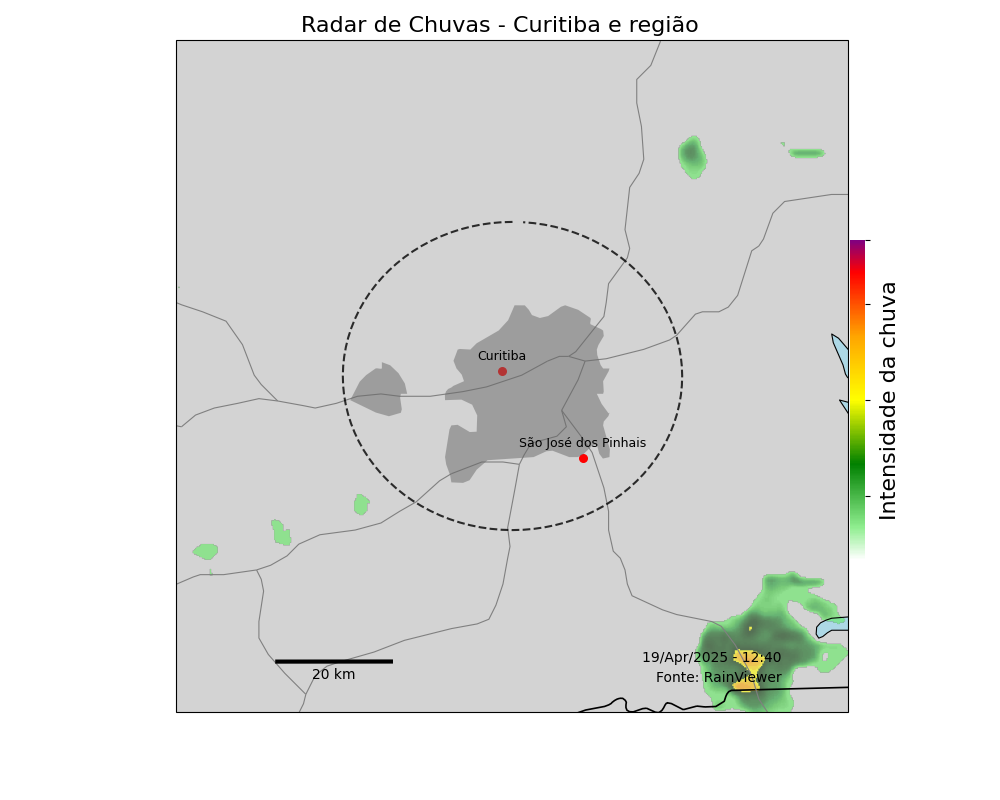 Radar de Chuvas - Curitiba e região
Curitiba
São José dos Pinhais
Intensidade da chuva
19/Apr/2025 - 12:40
Fonte: RainViewer
20 km